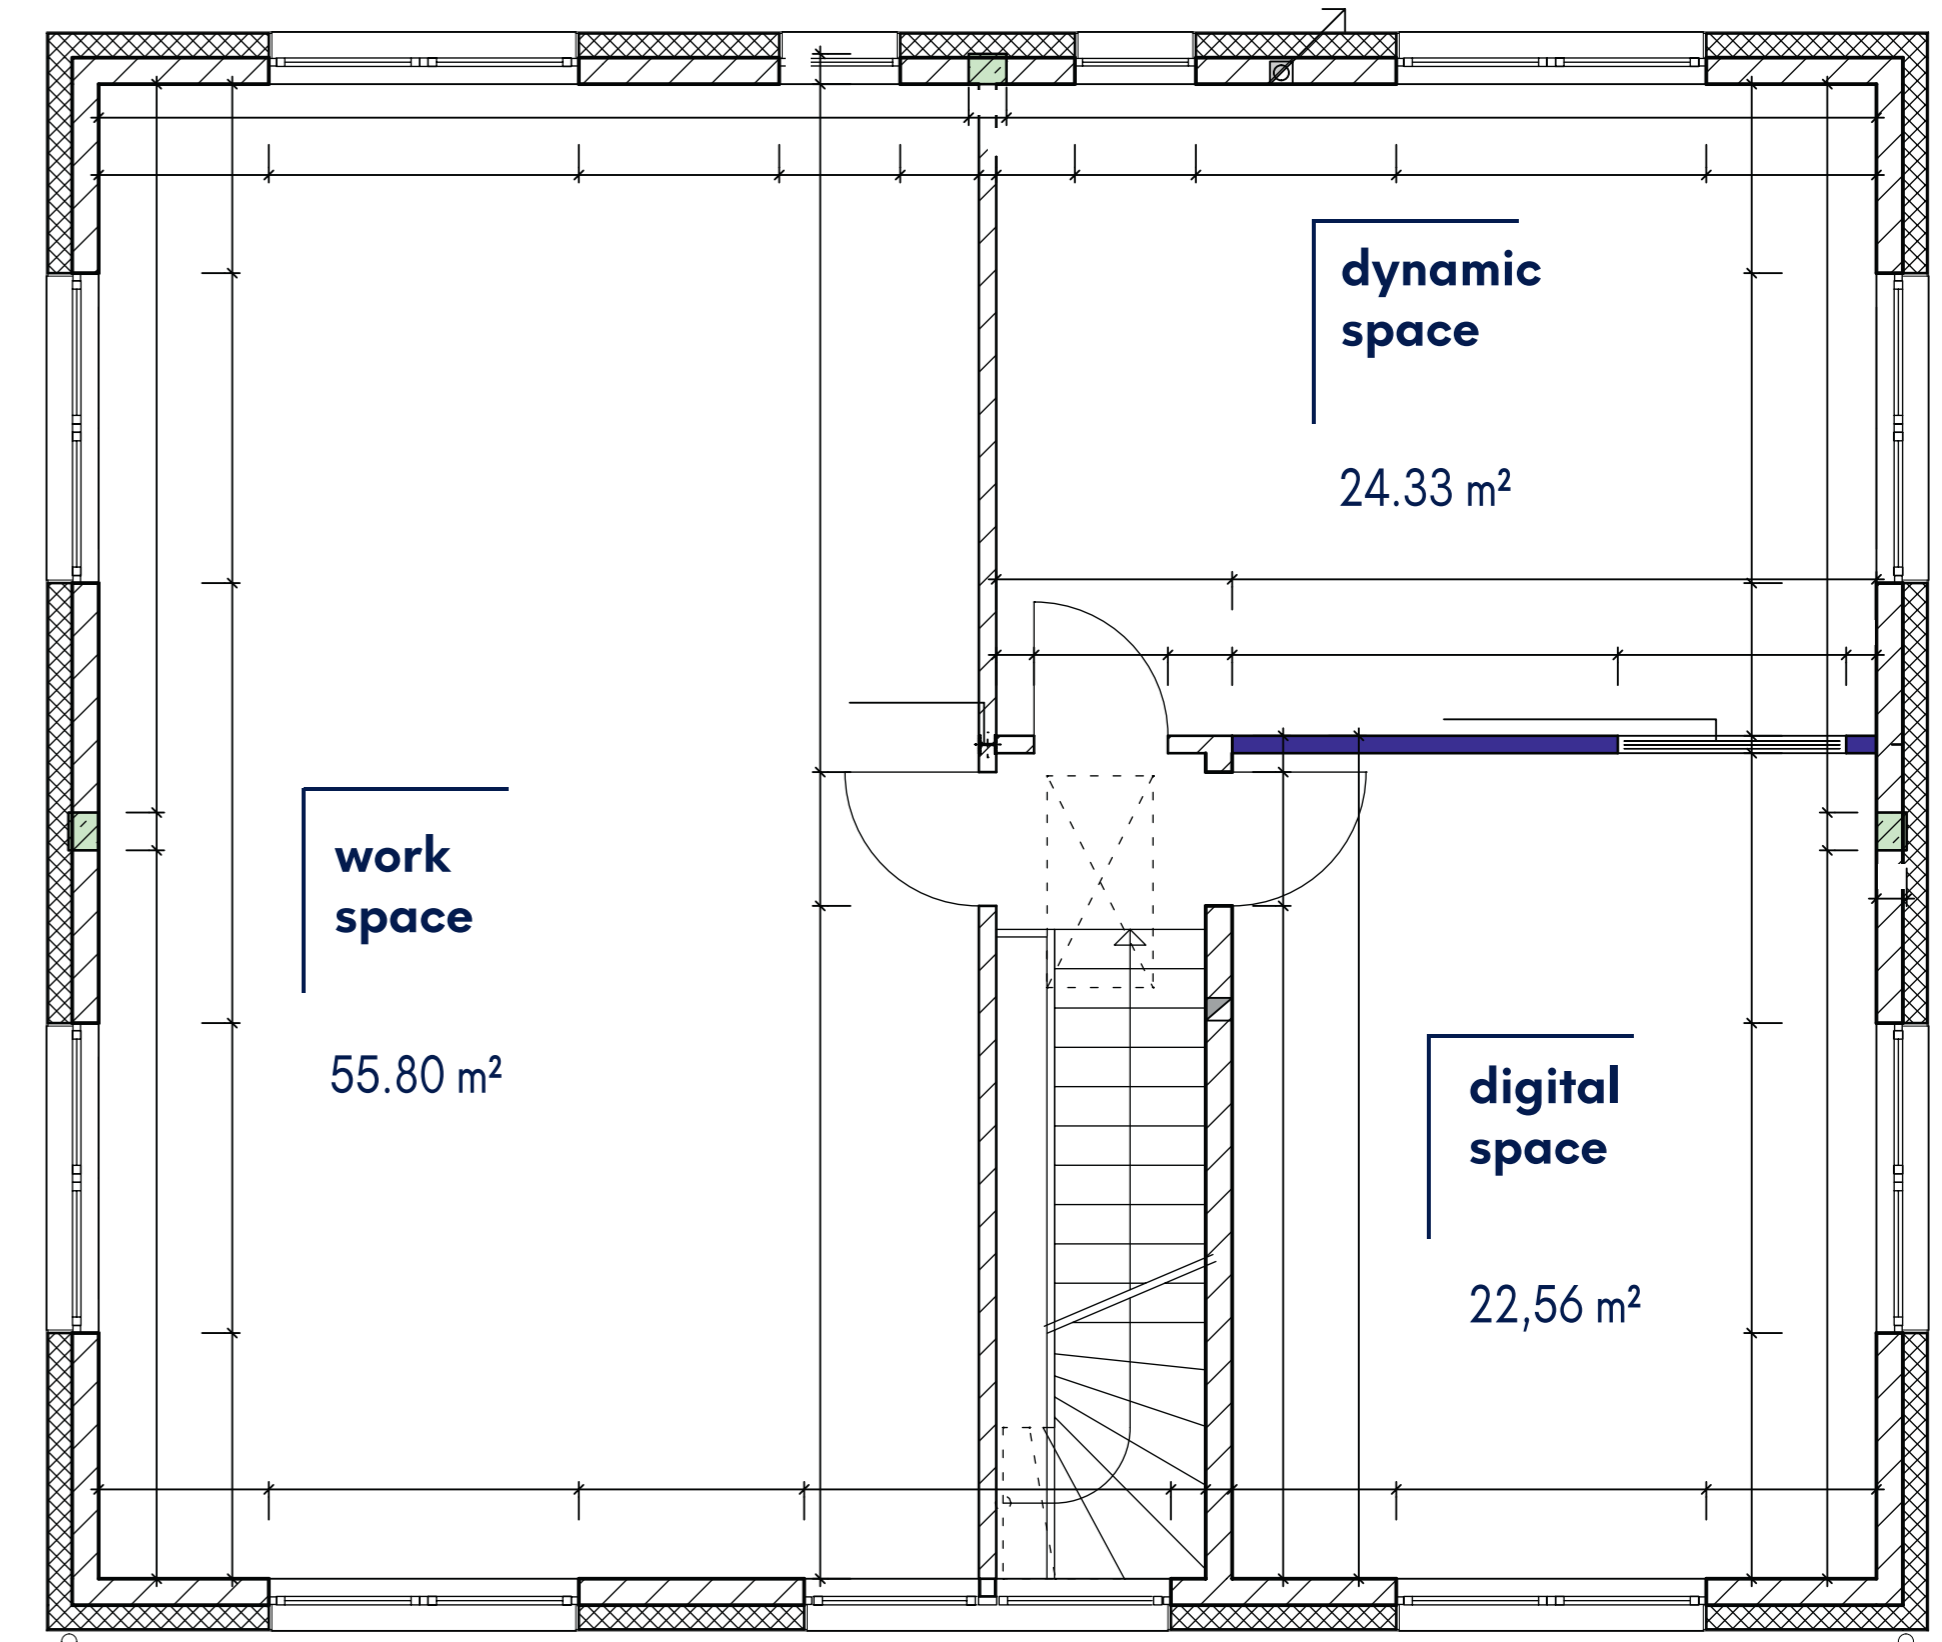 dynamic
space
24.33 m²
work
space
55.80 m²
digital
space
22,56 m²